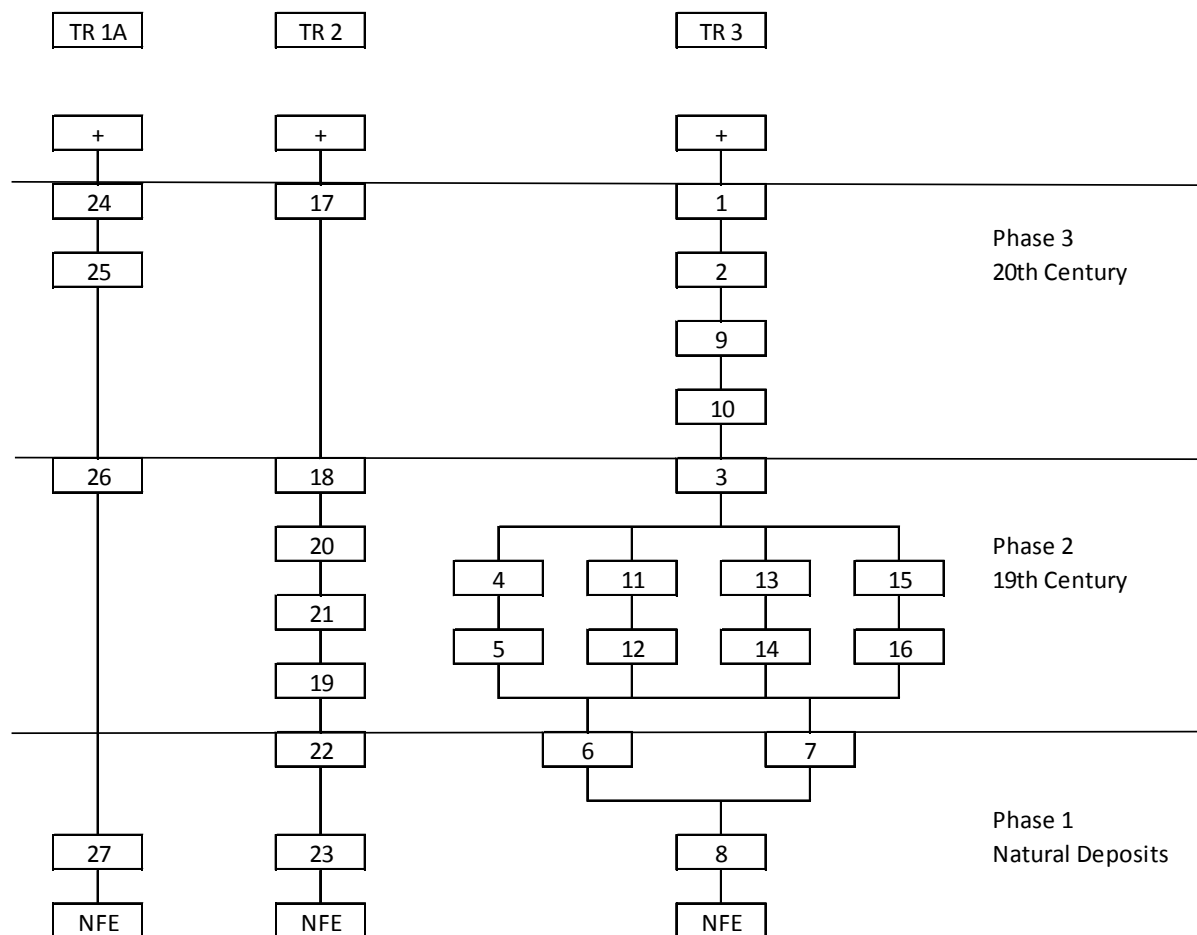 TR 1A TR 2 TR 3
+ + +
24 17 1
Phase 3
25 2 20th Century
9
10
26 18 3
20 Phase 2
4 11 13 15 19th Century
21
5 12 14 16
19
22 6 7
Phase 1
27 23 8 Natural Deposits
NFE NFE NFE